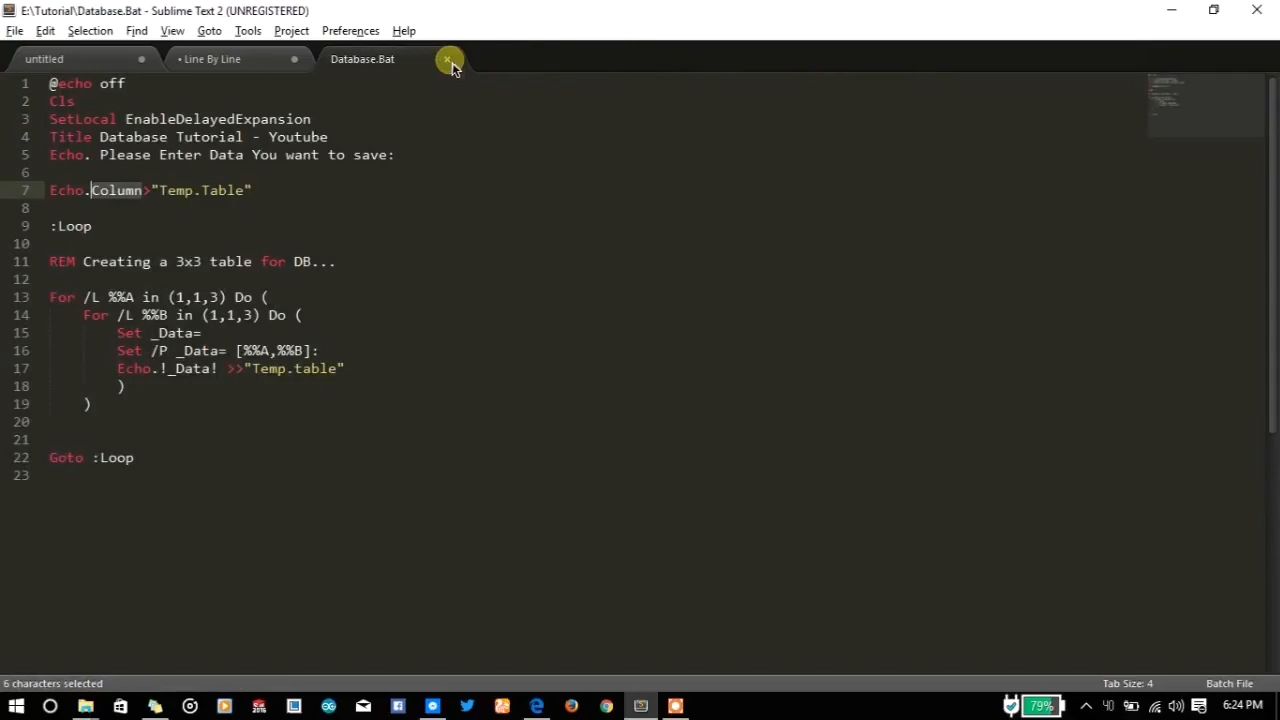 E:\Tutorial\Database.Bat - Sublime Text 2 (UNREGISTERED)
File Edit Selection Find View Goto Tools Project Preferences Help
untitled • Line By Line Database.Bat
1 @echo off
2 Cls
3 SetLocal EnableDelayedExpansion
4 Title Database Tutorial - Youtube
5 Echo. Please Enter Data You want to save:
6
7 Echo.Column>"Temp.Table"
8
9 :Loop
10
11 REM Creating a 3x3 table for DB...
12
13 For /L %%A in (1,1,3) Do (
14 For /L %%B in (1,1,3) Do (
15 Set _Data=
16 Set /P _Data= [%%A,%%B]:
17 Echo.!_Data! >>"Temp.table"
18 )
19 )
20
21
22 Goto :Loop
23
6 characters selected Tab Size: 4 Batch File
79% 6:24 PM